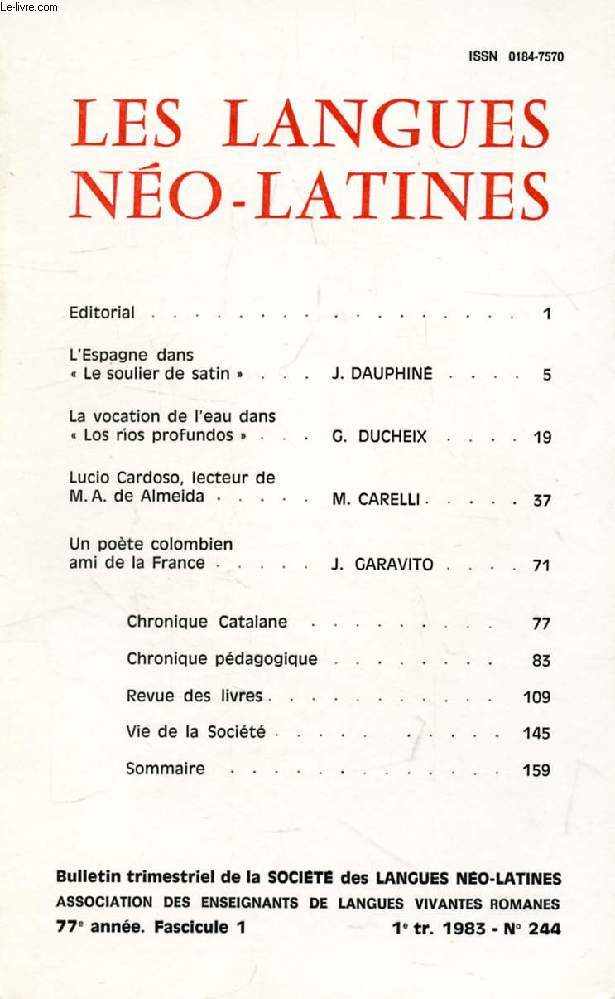 Le-livre.com
ISSN 0184-7570
LES LANGUES
NÉO-LATINES
Editorial . . . . . . . . . . . . . . . . 1
L'Espagne dans
« Le soulier de satin » . . . J. DAUPHINÉ . . . . 5
La vocation de l'eau dans
« Los ríos profundos » . . . G. DUCHEIX . . . . 19
Lucio Cardoso, lecteur de
M. A. de Almeida . . . . . M. CARELLI . . . . . 37
Un poète colombien
ami de la France . . . . . J. GARAVITO . . . . 71
Chronique Catalane . . . . . . . . . 77
Chronique pédagogique . . . . . . . . 83
Revue des livres . . . . . . . . . . . 109
Vie de la Société . . . . . . . . . . 145
Sommaire . . . . . . . . . . . . . 159
Bulletin trimestriel de la SOCIÉTÉ des LANGUES NÉO-LATINES
ASSOCIATION DES ENSEIGNANTS DE LANGUES VIVANTES ROMANES
77e année. Fascicule 1 1e tr. 1983 - N° 244